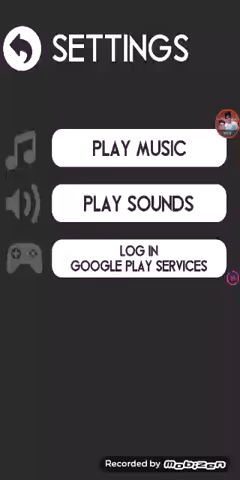 SETTINGS
PLAY MUSIC
PLAY SOUNDS
LOG IN
GOOGLE PLAY SERVICES
Recorded by mobizen